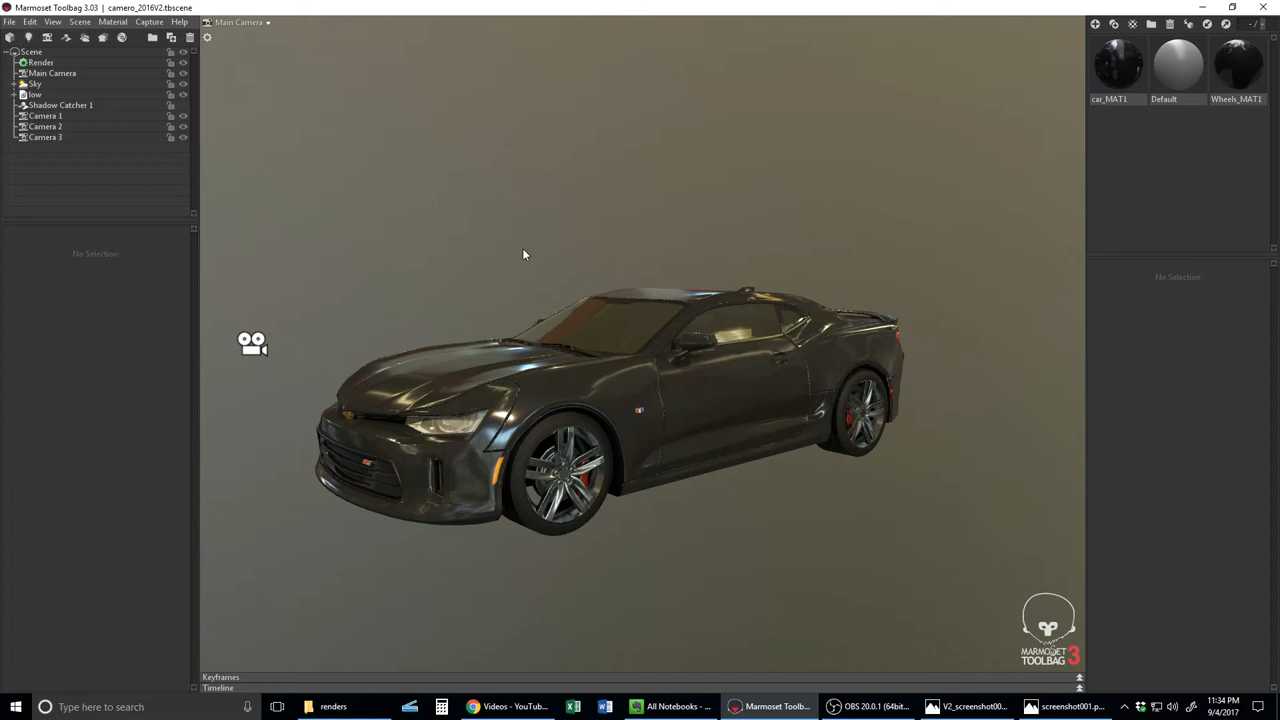 Marmoset Toolbag 3.03 | camero_2016V2.tbscene
File Edit View Scene Material Capture Help
Main Camera
Scene
Render
Main Camera
Sky
low
Shadow Catcher 1
Camera 1
Camera 2
Camera 3
No Selection
car_MAT1
Default
Wheels_MAT1
No Selection
MARMOSET
TOOLBAG 3
Keyframes
Timeline
Type here to search
renders
Videos - YouTub...
All Notebooks - ...
Marmoset Toolb...
OBS 20.0.1 (64bit...
V2_screenshot00...
screenshot001.p...
11:34 PM
9/4/2017